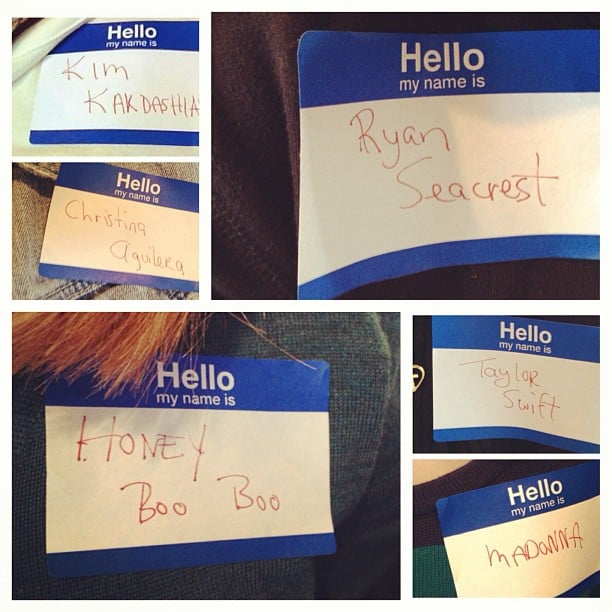 Hello
my name is
Kim
KARDASHIA
Hello
my name is
Ryan
Seacrest
Hello
my name is
Christina
aguilera
Hello
my name is
HONEY
Boo Boo
Hello
my name is
Taylor
Swift
Hello
my name is
MADONNA